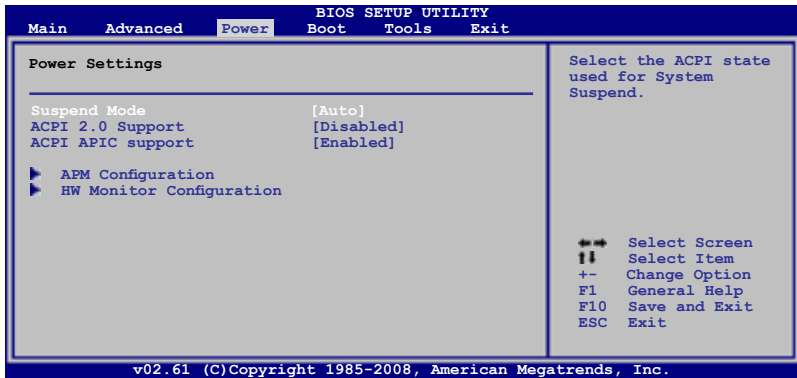 BIOS SETUP UTILITY
Main Advanced Power Boot Tools Exit
Power Settings
Suspend Mode [Auto]
ACPI 2.0 Support [Disabled]
ACPI APIC support [Enabled]
APM Configuration
HW Monitor Configuration
Select the ACPI state
used for System
Suspend.
Select Screen
Select Item
+- Change Option
F1 General Help
F10 Save and Exit
ESC Exit
v02.61 (C)Copyright 1985-2008, American Megatrends, Inc.